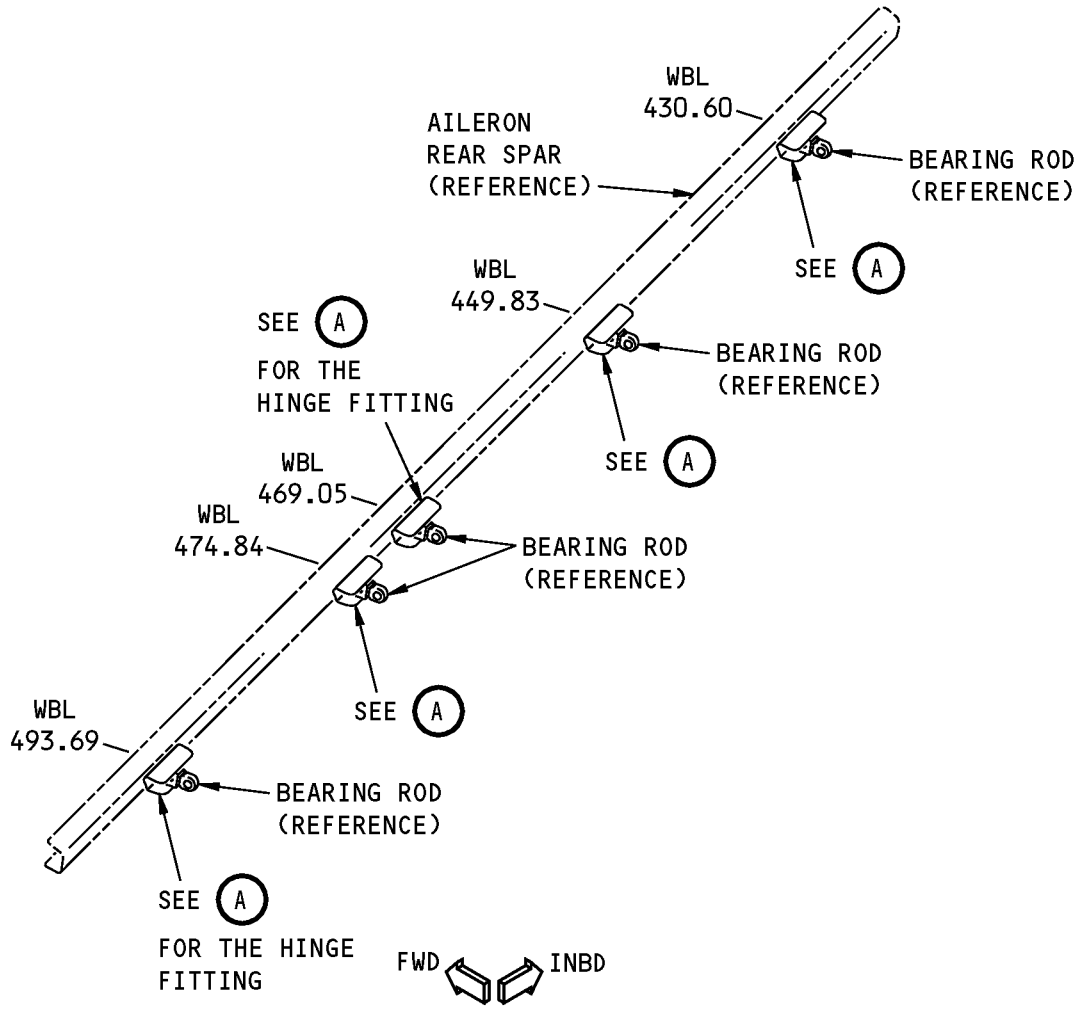 WBL
430.60
AILERON
REAR SPAR
(REFERENCE)
BEARING ROD
(REFERENCE)
SEE A
WBL
449.83
SEE A
FOR THE
HINGE FITTING
BEARING ROD
(REFERENCE)
SEE A
WBL
469.05
WBL
474.84
BEARING ROD
(REFERENCE)
SEE A
WBL
493.69
BEARING ROD
(REFERENCE)
SEE A
FOR THE HINGE
FITTING
FWD INBD